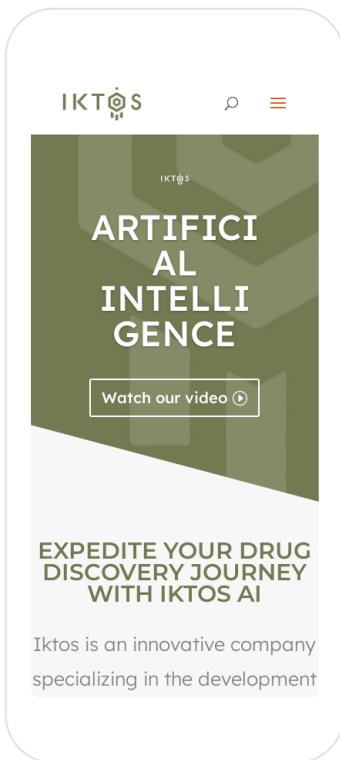 IKTOS
IKTOS
ARTIFICI
AL
INTELLI
GENCE
Watch our video
EXPEDITE YOUR DRUG
DISCOVERY JOURNEY
WITH IKTOS AI
Iktos is an innovative company
specializing in the development